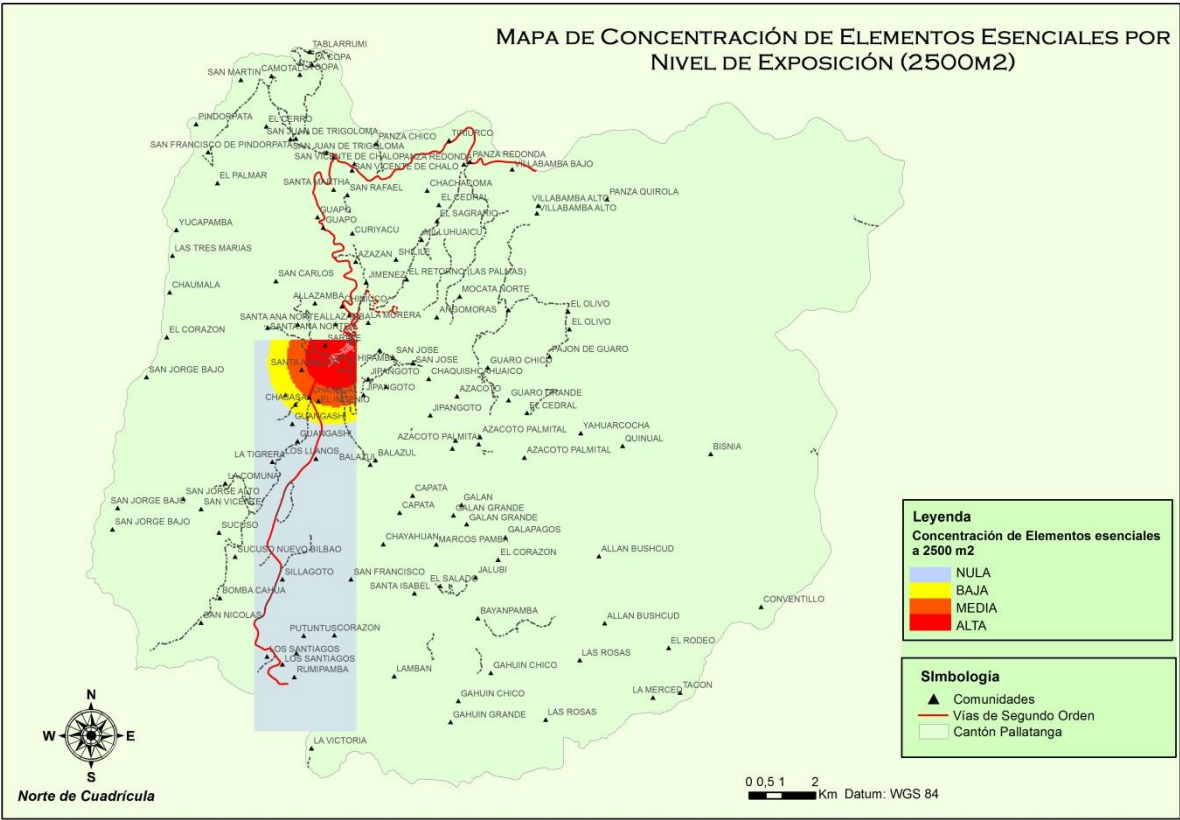 MAPA DE CONCENTRACIÓN DE ELEMENTOS ESENCIALES POR
NIVEL DE EXPOSICIÓN (2500M2)
TABLARRUMI
LA COPA
SAN MARTIN
CAMOTAL
LA COPA
PINDORPATA
EL CERRO
SAN JUAN DE TRIGOLOMA
SAN FRANCISCO DE PINDORPATA
SAN JUAN DE TRIGOLOMA
PANZA CHICO
TIRIURCO
SAN VICENTE DE CHALO
PANZA REDONDA
PANZA REDONDA
SAN VICENTE DE CHALO
VILLABAMBA BAJO
EL PALMAR
SANTA MARTHA
SAN RAFAEL
CHACHACOMA
PANZA QUIROLA
EL CEDRAL
VILLABAMBA ALTO
VILLABAMBA ALTO
GUAPO
GUAPO
EL SAGRARIO
YUCAPAMBA
CURIYACU
MILLUHUAICU
LAS TRES MARIAS
AZAZAN
SHILILE
SAN CARLOS
JIMENEZ
EL RETORNO (LAS PALMAS)
CHAUMALA
ALLAZAMBA
MOCATA NORTE
EL OLIVO
SANTA ANA NORTE
ALLAZAMBA
LA MORERA
ANGOMORAS
SANTA ANA NORTE
EL OLIVO
EL CORAZON
SAN JOSE
SAN JOSE
PAJON DE GUARO
GUARO CHICO
SAN JORGE BAJO
JIPANGOTO
CHAQUISHCAHUAICO
JIPANGOTO
AZACOTO
GUARO GRANDE
EL INGENIO
JIPANGOTO
EL CEDRAL
GUANGASHI
GUANGASHI
AZACOTO PALMITAL
AZACOTO PALMITAL
YAHUARCOCHA
QUINUAL
BISNIA
LA TIGRERA
LOS LLANOS
BALAZUL
BALAZUL
AZACOTO PALMITAL
LA COMUNA
SAN JORGE ALTO
SAN JORGE BAJO
SAN VICENTE
CAPATA
CAPATA
GALAN
GALAN GRANDE
GALAN GRANDE
SAN JORGE BAJO
SUCUSO
GALAPAGOS
CHAYAHUAN
MARCOS PAMBA
SUCUSO NUEVO BILBAO
EL CORAZON
ALLAN BUSHCUD
SILLAGOTO
SAN FRANCISCO
EL SALADO
JALUBI
SANTA ISABEL
BOMBA CAHUA
CONVENTILLO
SAN NICOLAS
BAYANPAMBA
ALLAN BUSHCUD
PUTUNTUS
CORAZON
EL RODEO
LOS SANTIAGOS
LOS SANTIAGOS
LAS ROSAS
RUMIPAMBA
LAMBAN
GAHUIN CHICO
LA MERCED
TACON
GAHUIN CHICO
GAHUIN GRANDE
LAS ROSAS
LA VICTORIA
Leyenda
Concentración de Elementos esenciales
a 2500 m2
NULA
BAJA
MEDIA
ALTA
SImbología
Comunidades
Vías de Segundo Orden
Cantón Pallatanga
N
W
E
S
Norte de Cuadrícula
0 0,5 1 2
Km Datum: WGS 84